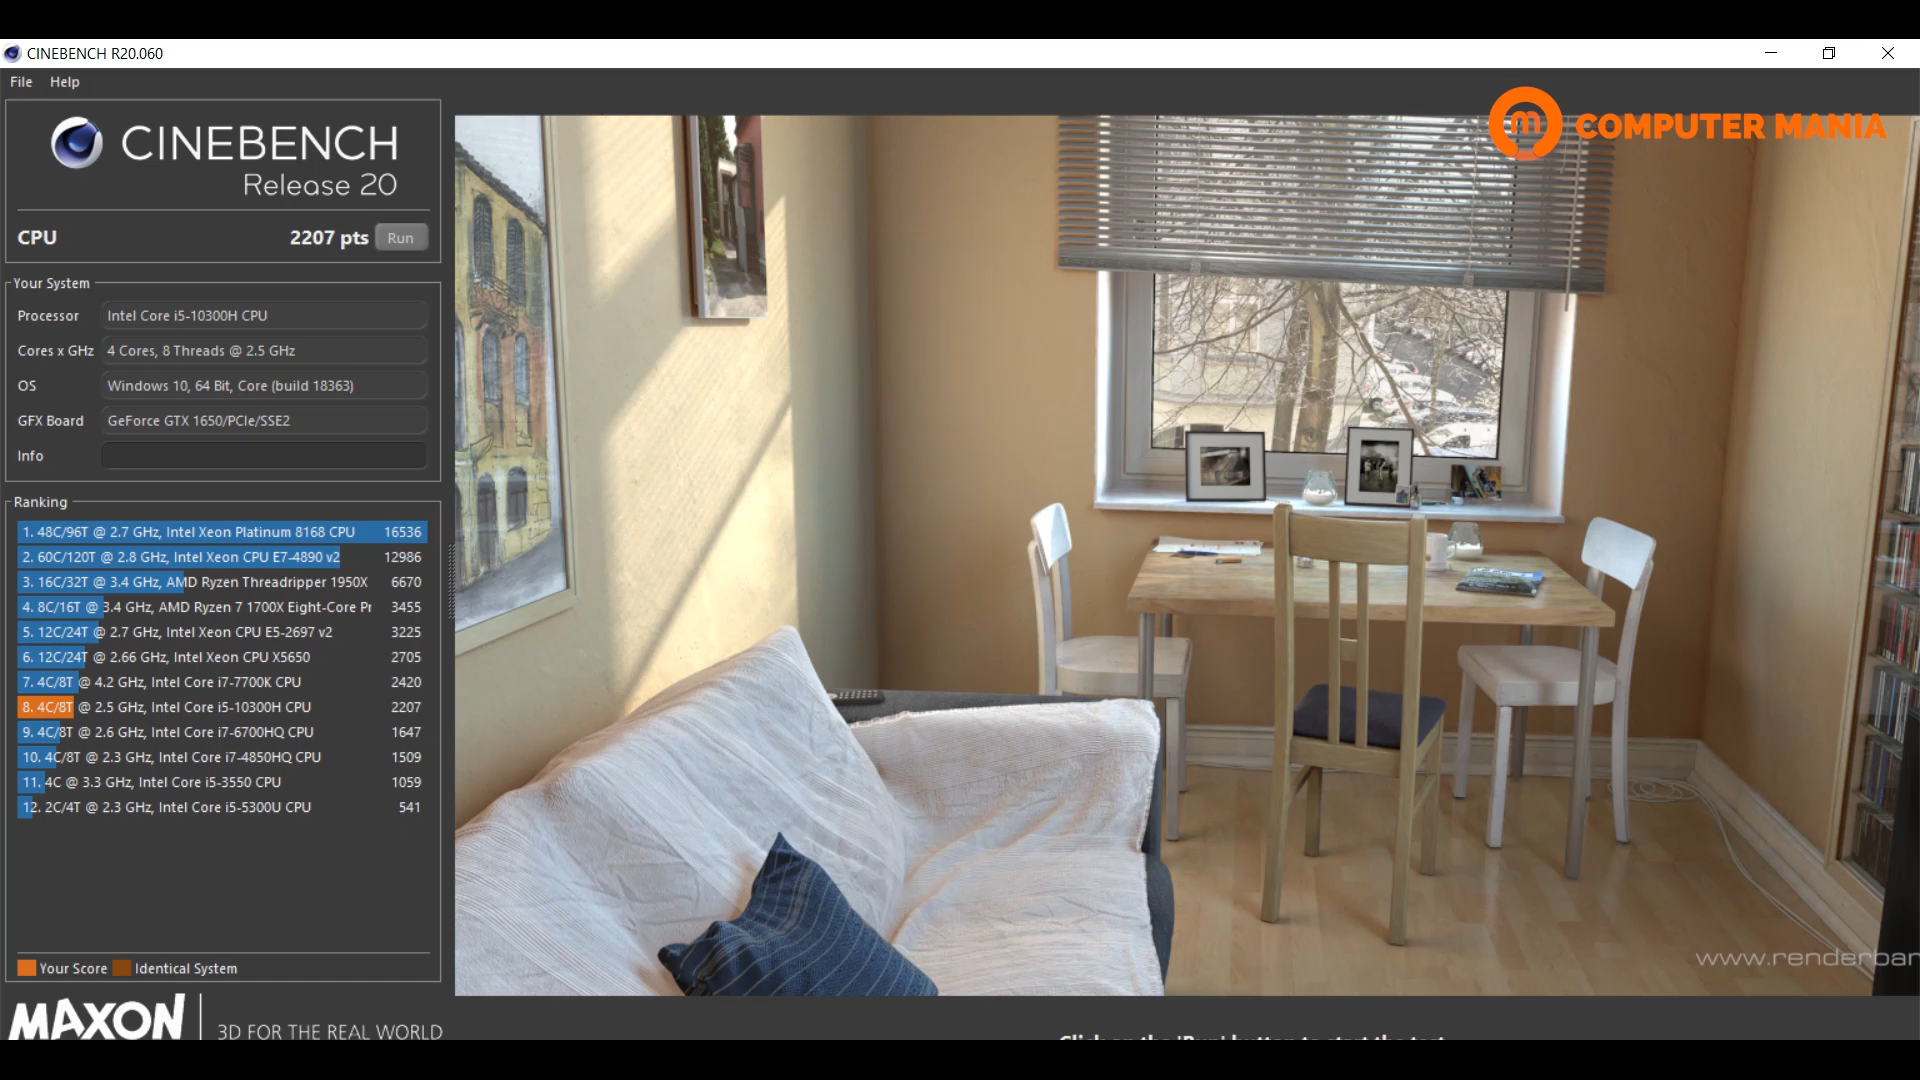 CINEBENCH R20.060
File Help
COMPUTER MANIA
CINEBENCH
Release 20
CPU 2207 pts Run
Your System
Processor Intel Core i5-10300H CPU
Cores x GHz 4 Cores, 8 Threads @ 2.5 GHz
OS Windows 10, 64 Bit, Core (build 18363)
GFX Board GeForce GTX 1650/PCIe/SSE2
Info
Ranking
1. 48C/96T @ 2.7 GHz, Intel Xeon Platinum 8168 CPU 16536
2. 60C/120T @ 2.8 GHz, Intel Xeon CPU E7-4890 v2 12986
3. 16C/32T @ 3.4 GHz, AMD Ryzen Threadripper 1950X 6670
4. 8C/16T @ 3.4 GHz, AMD Ryzen 7 1700X Eight-Core Pr 3455
5. 12C/24T @ 2.7 GHz, Intel Xeon CPU E5-2697 v2 3225
6. 12C/24T @ 2.66 GHz, Intel Xeon CPU X5650 2705
7. 4C/8T @ 4.2 GHz, Intel Core i7-7700K CPU 2420
8. 4C/8T @ 2.5 GHz, Intel Core i5-10300H CPU 2207
9. 4C/8T @ 2.6 GHz, Intel Core i7-6700HQ CPU 1647
10. 4C/8T @ 2.3 GHz, Intel Core i7-4850HQ CPU 1509
11. 4C @ 3.3 GHz, Intel Core i5-3550 CPU 1059
12. 2C/4T @ 2.3 GHz, Intel Core i5-5300U CPU 541
Your Score Identical System
www.renderbar
MAXON 3D FOR THE REAL WORLD
Click on the 'Run' button to start the test